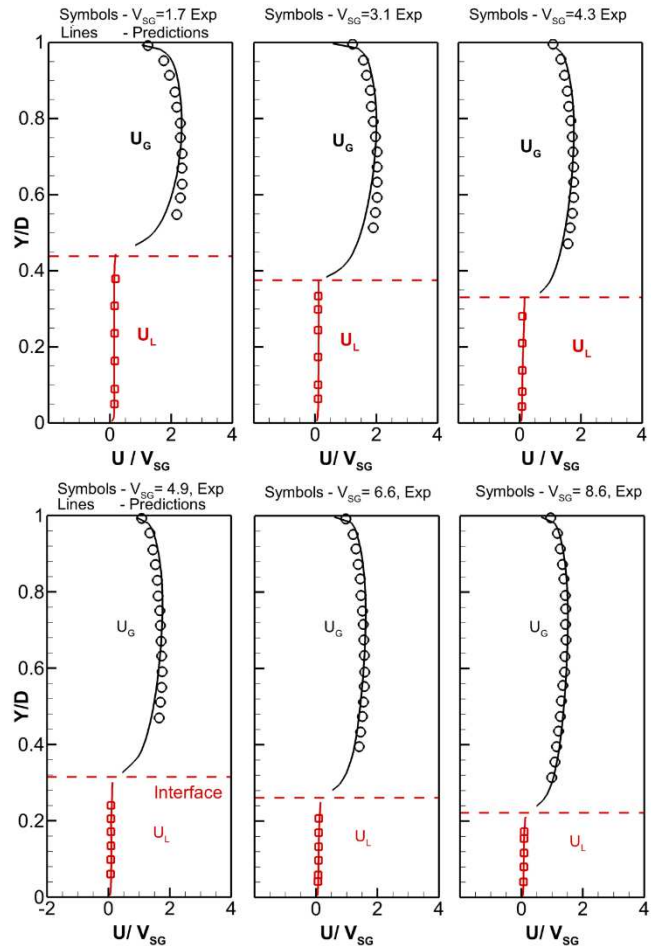 Symbols - V_SG=1.7 Exp
Lines - Predictions
Symbols - V_SG=3.1 Exp
Symbols - V_SG=4.3 Exp
1
0.8
0.6
0.4
0.2
0
Y/D
U_G
U_L
U_G
U_L
U_G
U_L
0 2 4
0 2 4
0 2 4
U / V_SG
U / V_SG
U / V_SG
Symbols - V_SG= 4.9, Exp
Lines - Predictions
Symbols - V_SG= 6.6, Exp
Symbols - V_SG= 8.6, Exp
1
0.8
0.6
0.4
0.2
0
Y/D
U_G
Interface
U_L
U_G
U_L
U_G
U_L
-2 0 2 4
0 2 4
0 2 4
U/ V_SG
U/ V_SG
U/ V_SG